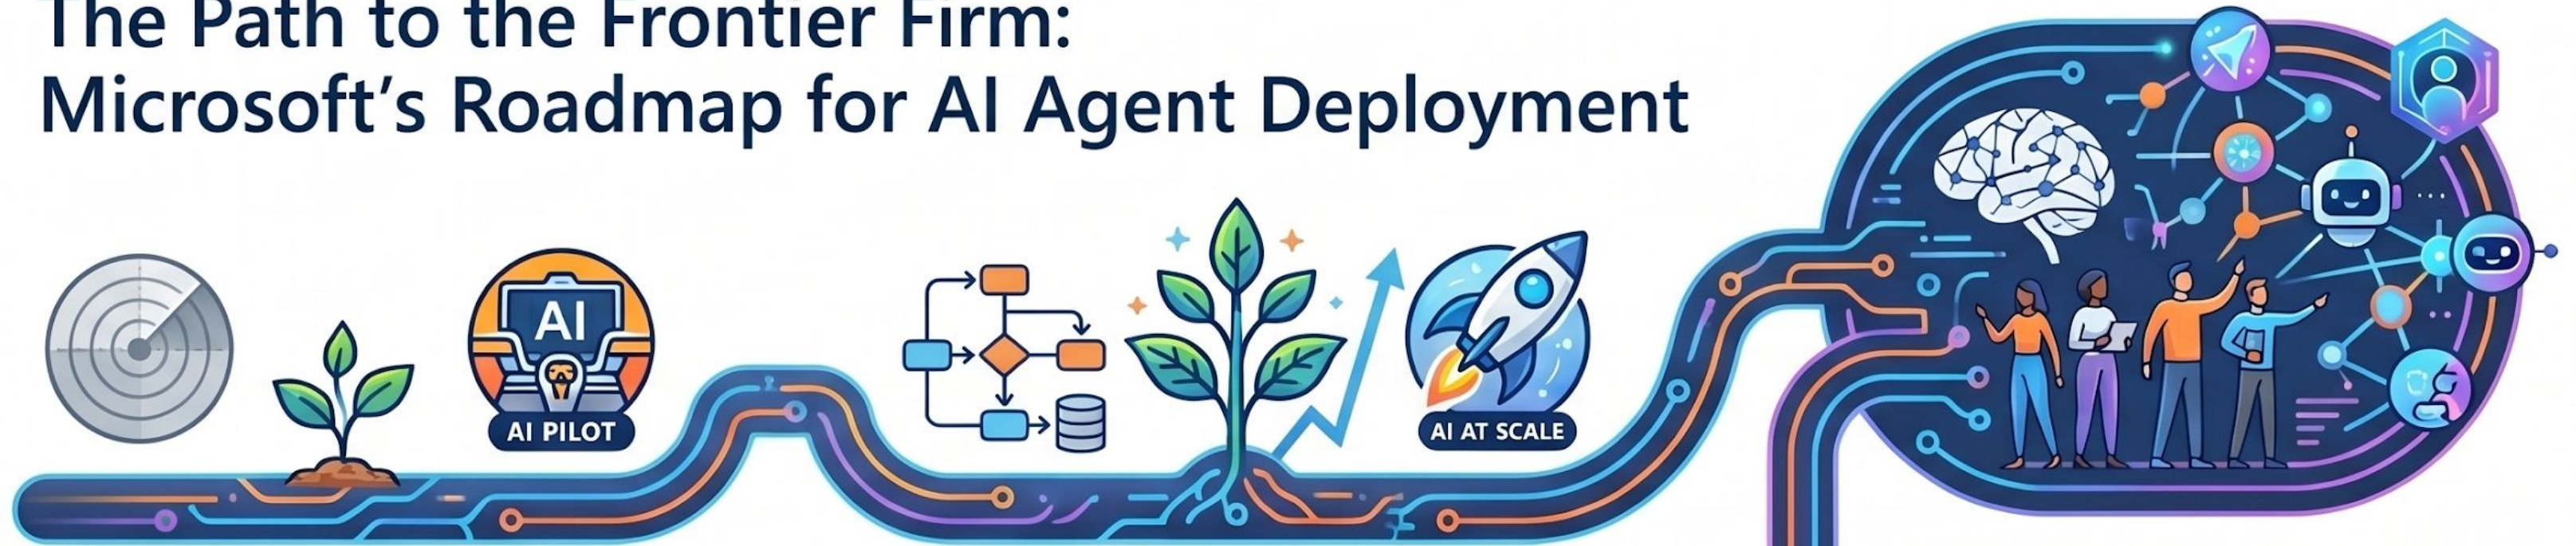 The Path to the Frontier Firm:
Microsoft's Roadmap for AI Agent Deployment
AI
AI PILOT
AI AT SCALE